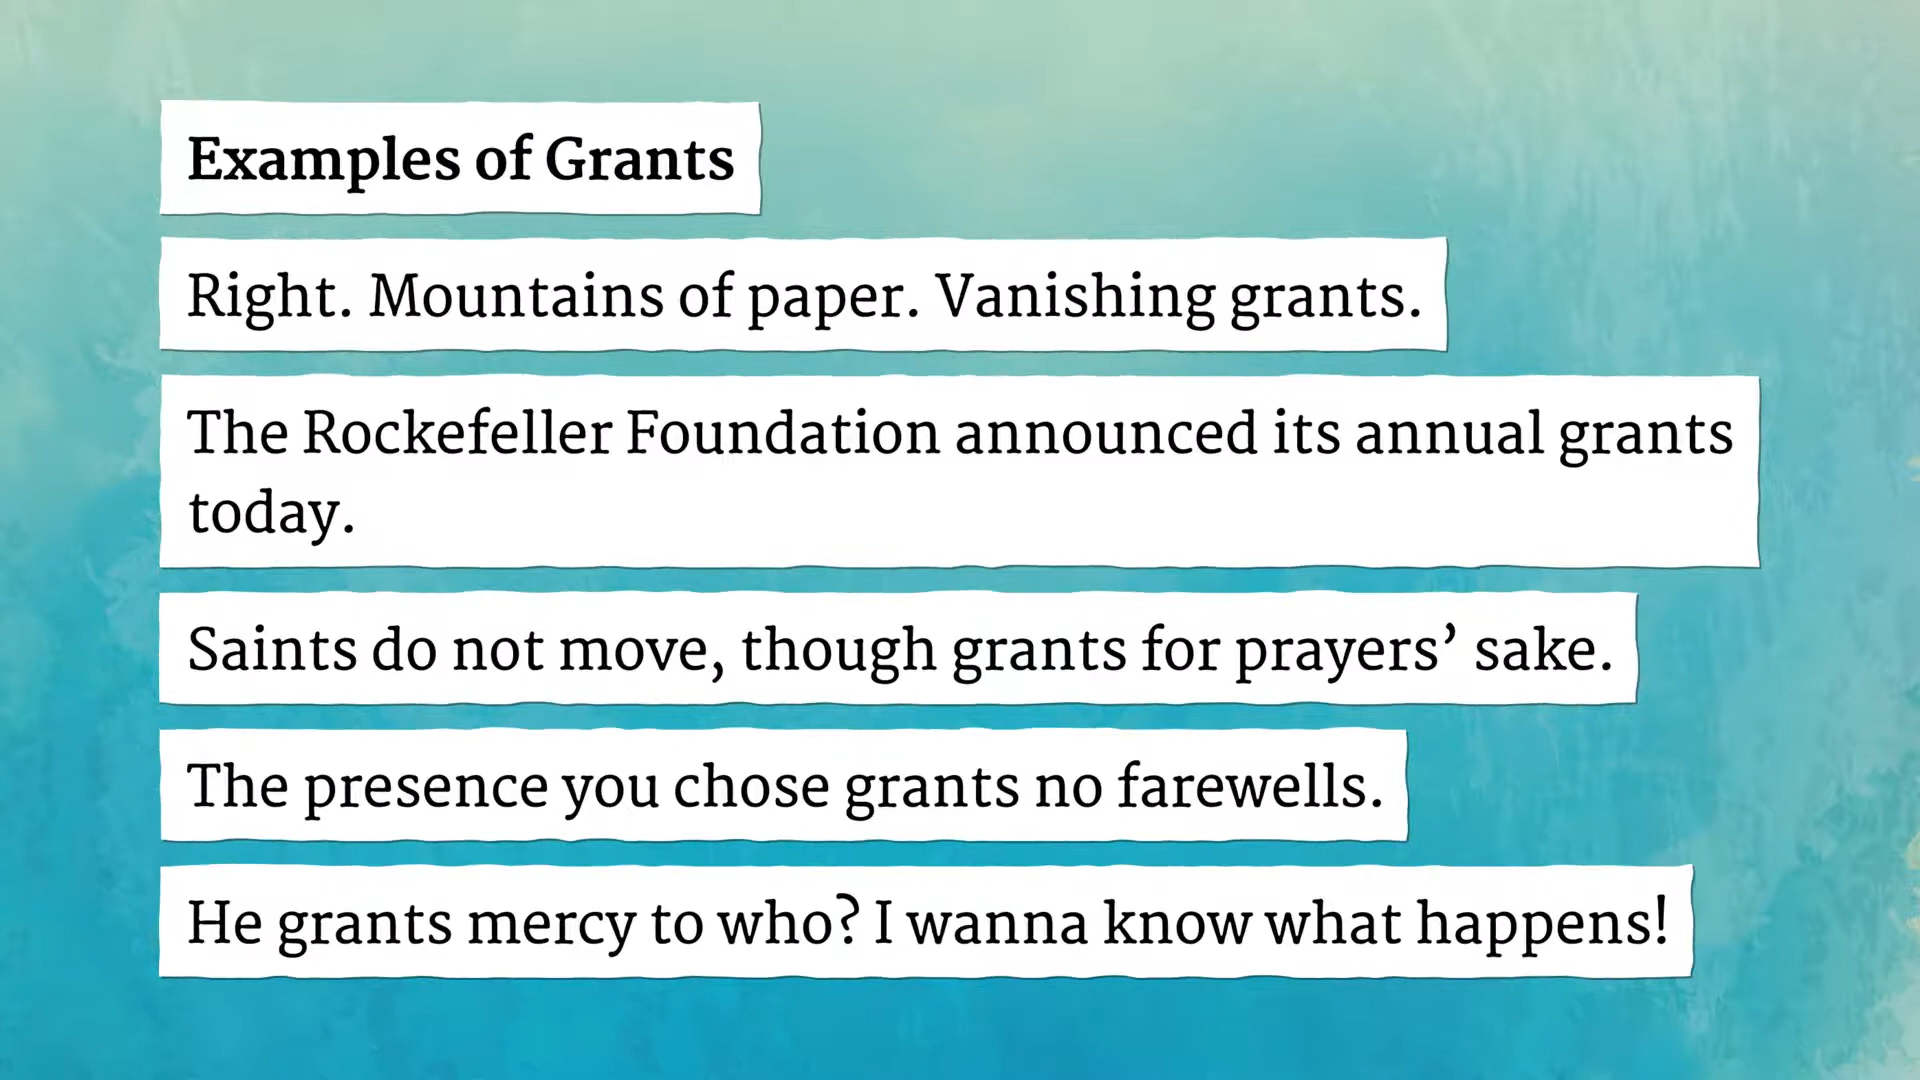 Examples of Grants
Right. Mountains of paper. Vanishing grants.
The Rockefeller Foundation announced its annual grants
today.
Saints do not move, though grants for prayers’ sake.
The presence you chose grants no farewells.
He grants mercy to who? I wanna know what happens!